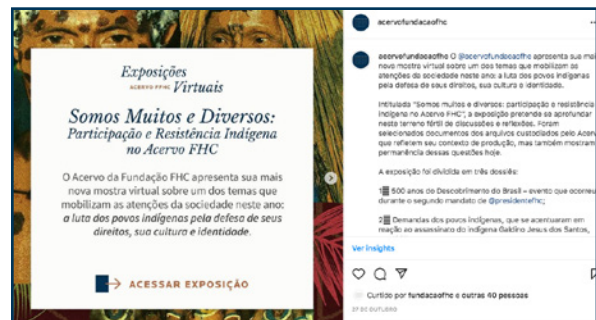 Exposições
ACERVO FFHC Virtuais
Somos Muitos e Diversos:
Participação e Resistência Indígena
no Acervo FHC
O Acervo da Fundação FHC apresenta sua mais
nova mostra virtual sobre um dos temas que
mobilizam as atenções da sociedade neste ano:
a luta dos povos indígenas pela defesa de seus
direitos, sua cultura e identidade.
ACESSAR EXPOSIÇÃO
acervofundacaofhc
acervofundacaofhc O @acervofundacaofhc apresenta sua mais
nova mostra virtual sobre um dos temas que mobilizam as
atenções da sociedade neste ano: a luta dos povos indígenas
pela defesa de seus direitos, sua cultura e identidade.
Intitulada "Somos muitos e diversos: participação e resistência
indígena no Acervo FHC", a exposição pretende se aprofundar
neste terreno fértil de discussões e reflexões. Foram
selecionados documentos dos arquivos custodiados pelo Acervo
que refletem seu contexto de produção, mas também mostram
permanência dessas questões hoje.
A exposição foi dividida em três dossiês:
1 500 anos do Descobrimento do Brasil – evento que ocorreu
durante o segundo mandato de @presidentefhc;
2 Demandas dos povos indígenas, que se acentuaram em
reação ao assassinato do indígena Galdino Jesus dos Santos,
Ver insights
Curtido por fundacaofhc e outras 40 pessoas
27 DE OUTUBRO